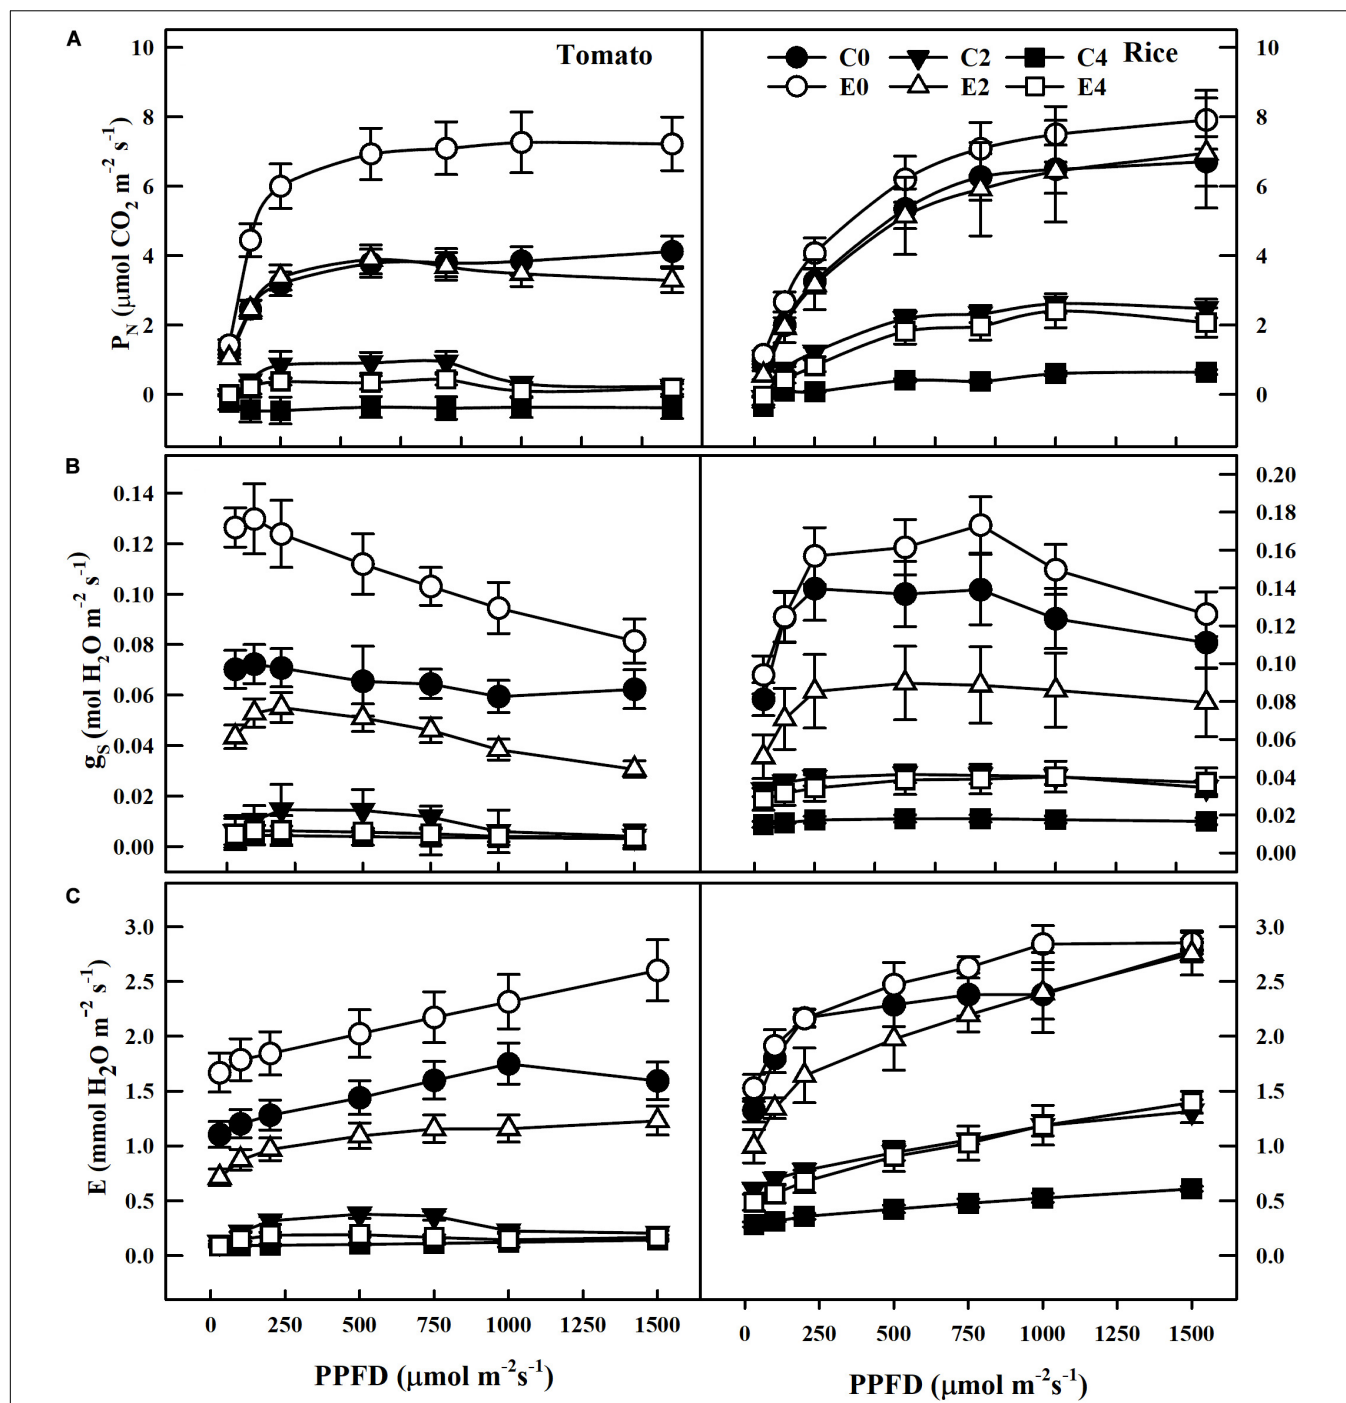 A
Tomato
C0 C2 C4 Rice
E0 E2 E4
10 8 6 4 2 0
P_N (μmol CO₂ m⁻² s⁻¹)
10 8 6 4 2 0
B
0.14 0.12 0.10 0.08 0.06 0.04 0.02 0.00
g_S (mol H₂O m⁻² s⁻¹)
0.20 0.18 0.16 0.14 0.12 0.10 0.08 0.06 0.04 0.02 0.00
C
3.0 2.5 2.0 1.5 1.0 0.5 0.0
E (mmol H₂O m⁻² s⁻¹)
3.0 2.5 2.0 1.5 1.0 0.5 0.0
0 250 500 750 1000 1250 1500
0 250 500 750 1000 1250 1500
PPFD (μmol m⁻²s⁻¹)
PPFD (μmol m⁻²s⁻¹)